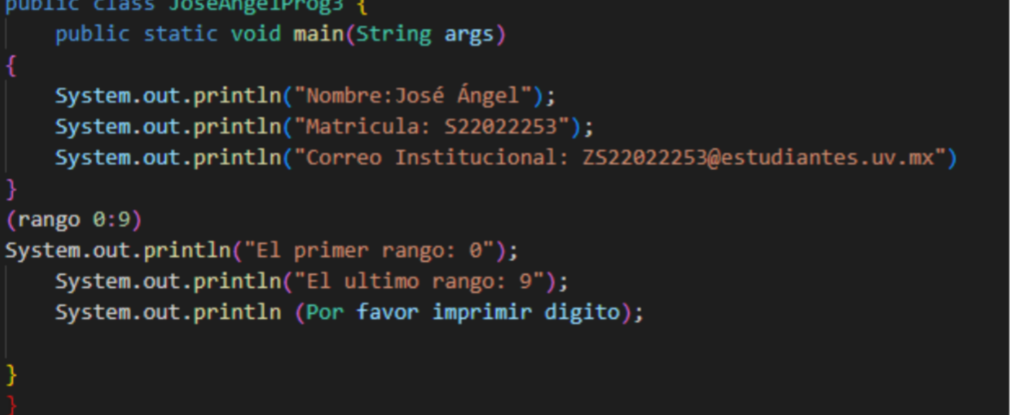 public class JoseAngelProg3 {
    public static void main(String args)
{
    System.out.println("Nombre:José Ángel");
    System.out.println("Matricula: S22022253");
    System.out.println("Correo Institucional: ZS22022253@estudiantes.uv.mx")
}
(rango 0:9)
System.out.println("El primer rango: 0");
    System.out.println("El ultimo rango: 9");
    System.out.println (Por favor imprimir digito);
}
}